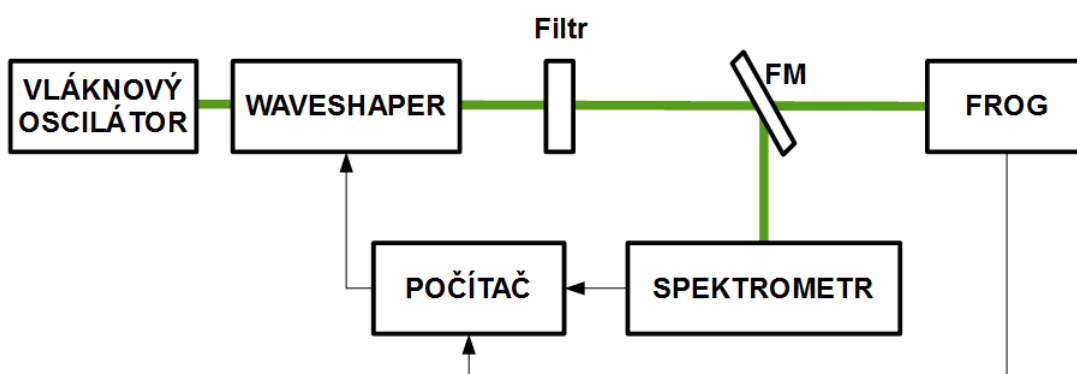 Filtr
VLÁKNOVÝ
OSCILÁTOR
WAVESHAPER
FM
FROG
POČÍTAČ
SPEKTROMETR